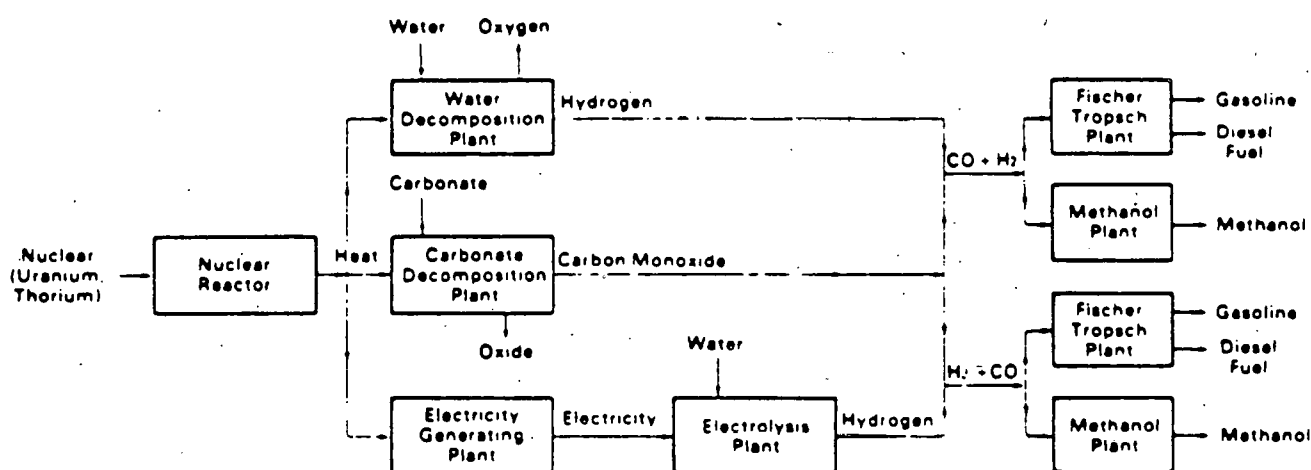 Water
Oxygen
Water
Decomposition
Plant
Hydrogen
Carbonate
Nuclear
(Uranium,
Thorium)
Nuclear
Reactor
Heat
Carbonate
Decomposition
Plant
Carbon Monoxide
Oxide
Electricity
Generating
Plant
Electricity
Water
Electrolysis
Plant
Hydrogen
CO + H₂
Fischer
Tropsch
Plant
Gasoline
Diesel
Fuel
Methanol
Plant
Methanol
H₂ + CO
Fischer
Tropsch
Plant
Gasoline
Diesel
Fuel
Methanol
Plant
Methanol